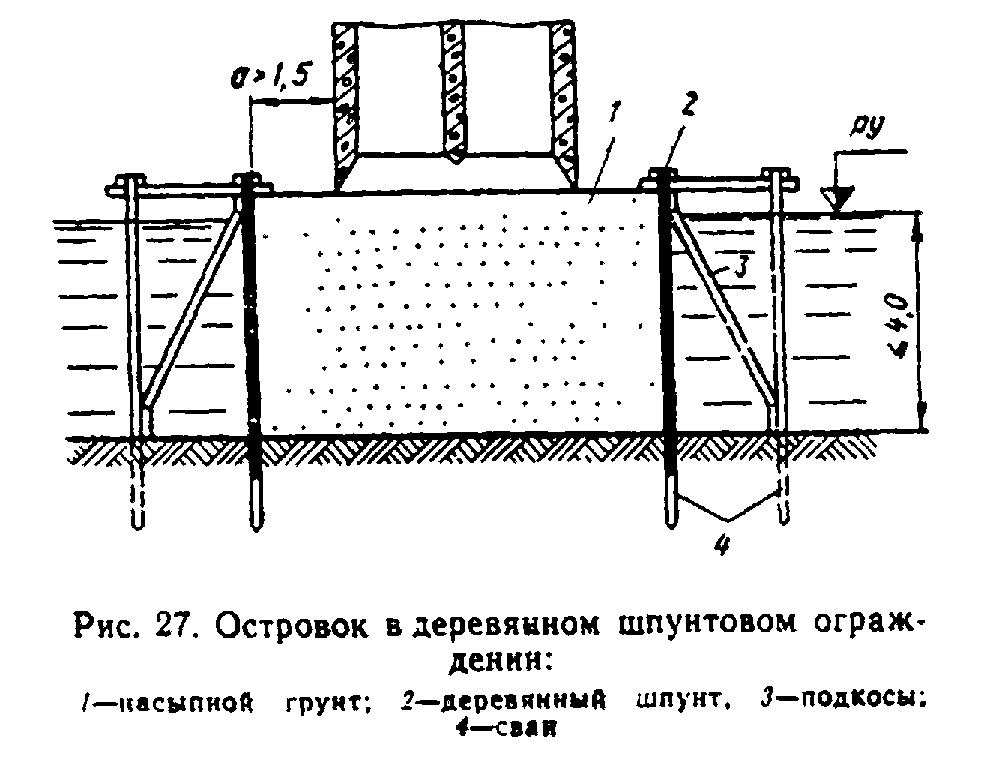 a > 1,5
1
2
ру
3
≤ 4,0
4
Рис. 27. Островок в деревянном шпунтовом ограж-
дении:
1—насыпной грунт; 2—деревянный шпунт, 3—подкосы;
4—сваи